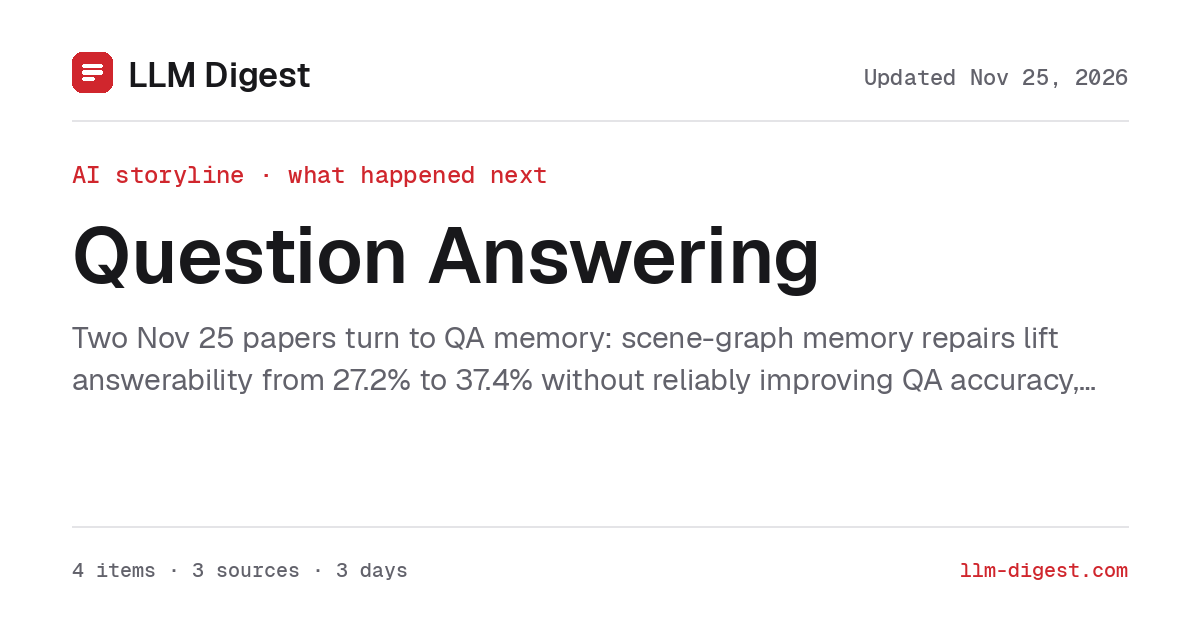 LLM Digest
Updated Nov 25, 2026
AI storyline · what happened next
Question Answering
Two Nov 25 papers turn to QA memory: scene-graph memory repairs lift
answerability from 27.2% to 37.4% without reliably improving QA accuracy,…
4 items · 3 sources · 3 days
llm-digest.com